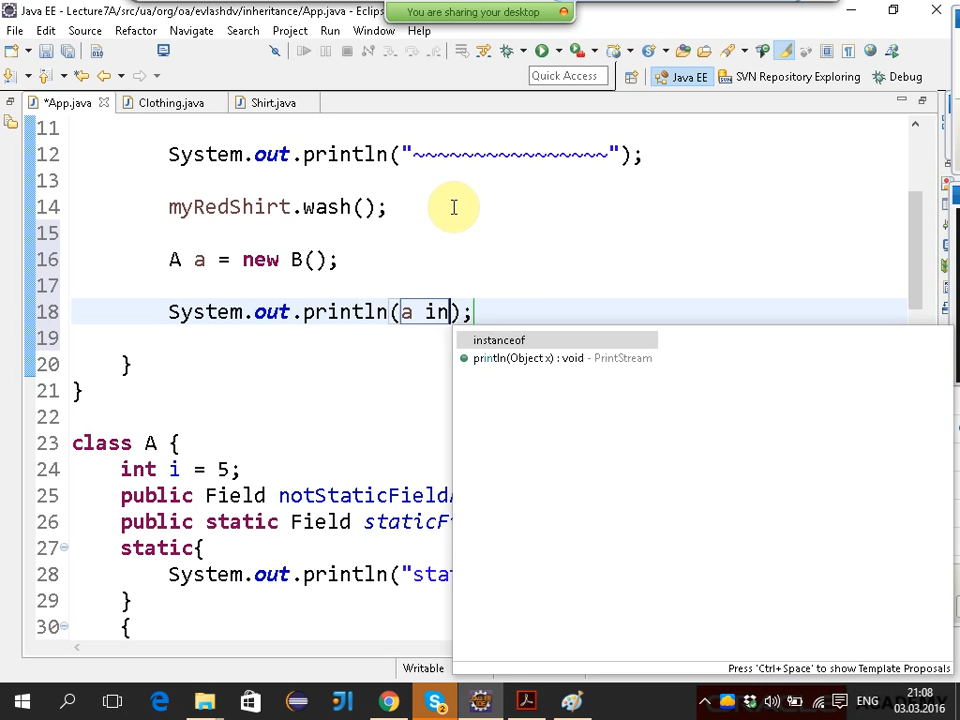 Java EE - Lecture7A/src/ua/org/oa/evlashdv/inheritance/App.java - Eclips
You are sharing your desktop
File Edit Source Refactor Navigate Search Project Run Window Help
Quick Access
Java EE
SVN Repository Exploring
Debug
*App.java
Clothing.java
Shirt.java
11
12 System.out.println("~~~~~~~~~~~~~~~~");
13
14 myRedShirt.wash();
15
16 A a = new B();
17
18 System.out.println(a in);
19
20 }
21 }
22
23 class A {
24 int i = 5;
25 public Field notStaticFieldA
26 public static Field staticF
27 static{
28 System.out.println("sta
29 }
30 {
instanceof
println(Object x) : void - PrintStream
Press 'Ctrl+Space' to show Template Proposals
Writable
2
ENG
21:08
03.03.2016